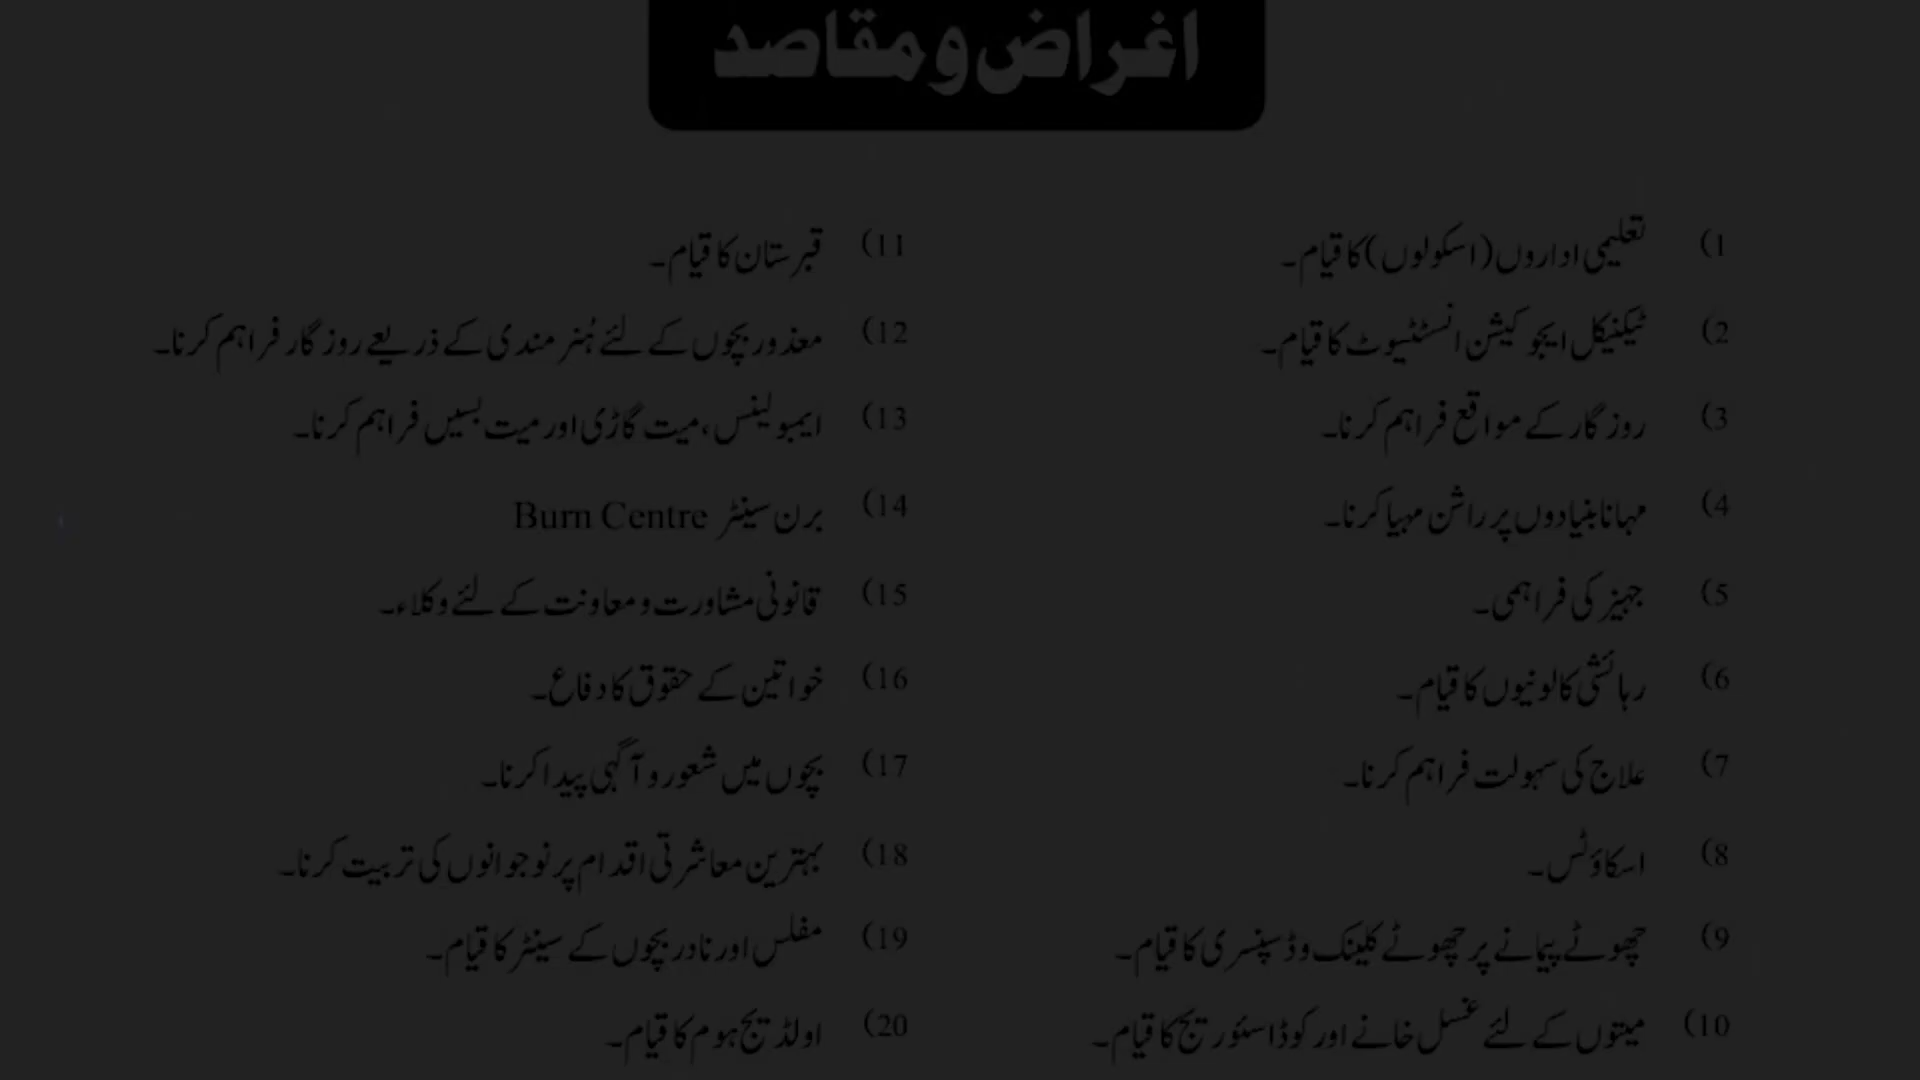 اغراض و مقاصد
1) تعلیمی اداروں (اسکولوں) کا قیام۔
2) ٹیکنیکل ایجوکیشن انسٹیٹیوٹ کا قیام۔
3) روزگار کے مواقع فراہم کرنا۔
4) مہانا بنیادوں پر راشن مہیا کرنا۔
5) جہیز کی فراہمی۔
6) رہائشی کالونیوں کا قیام۔
7) علاج کی سہولت فراہم کرنا۔
8) اسکاؤٹس۔
9) چھوٹے پیمانے پر چھوٹے کلینک و ڈسپنسری کا قیام۔
10) میتوں کے لئے غسل خانے اور کوڈ اسٹوریج کا قیام۔
11) قبرستان کا قیام۔
12) معذور بچوں کے لئے ہُنر مندی کے ذریعے روزگار فراہم کرنا۔
13) ایمبولینس، میت گاڑی اور میت بسیں فراہم کرنا۔
14) برن سینٹر Burn Centre
15) قانونی مشاورت و معاونت کے لئے وکلاء۔
16) خواتین کے حقوق کا دفاع۔
17) بچوں میں شعور و آگہی پیدا کرنا۔
18) بہترین معاشرتی اقدام پر نوجوانوں کی تربیت کرنا۔
19) مفلس اور نادر بچوں کے سینٹر کا قیام۔
20) اولڈ یج ہوم کا قیام۔